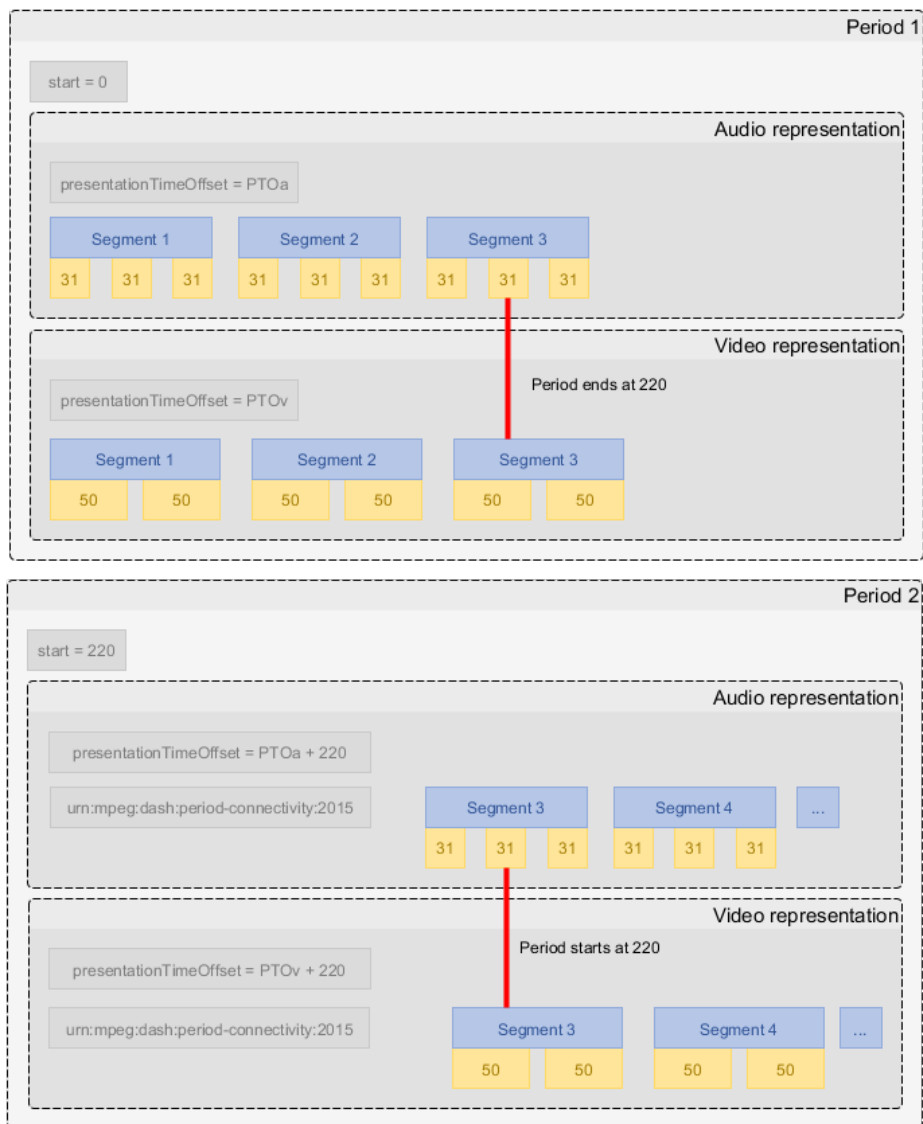 Period 1
start = 0
Audio representation
presentationTimeOffset = PTOa
Segment 1 Segment 2 Segment 3
31 31 31 31 31 31 31 31 31
Video representation
Period ends at 220
presentationTimeOffset = PTOv
Segment 1 Segment 2 Segment 3
50 50 50 50 50 50
Period 2
start = 220
Audio representation
presentationTimeOffset = PTOa + 220
urn:mpeg:dash:period-connectivity:2015 Segment 3 Segment 4 ...
31 31 31 31 31 31
Video representation
Period starts at 220
presentationTimeOffset = PTOv + 220
urn:mpeg:dash:period-connectivity:2015 Segment 3 Segment 4 ...
50 50 50 50